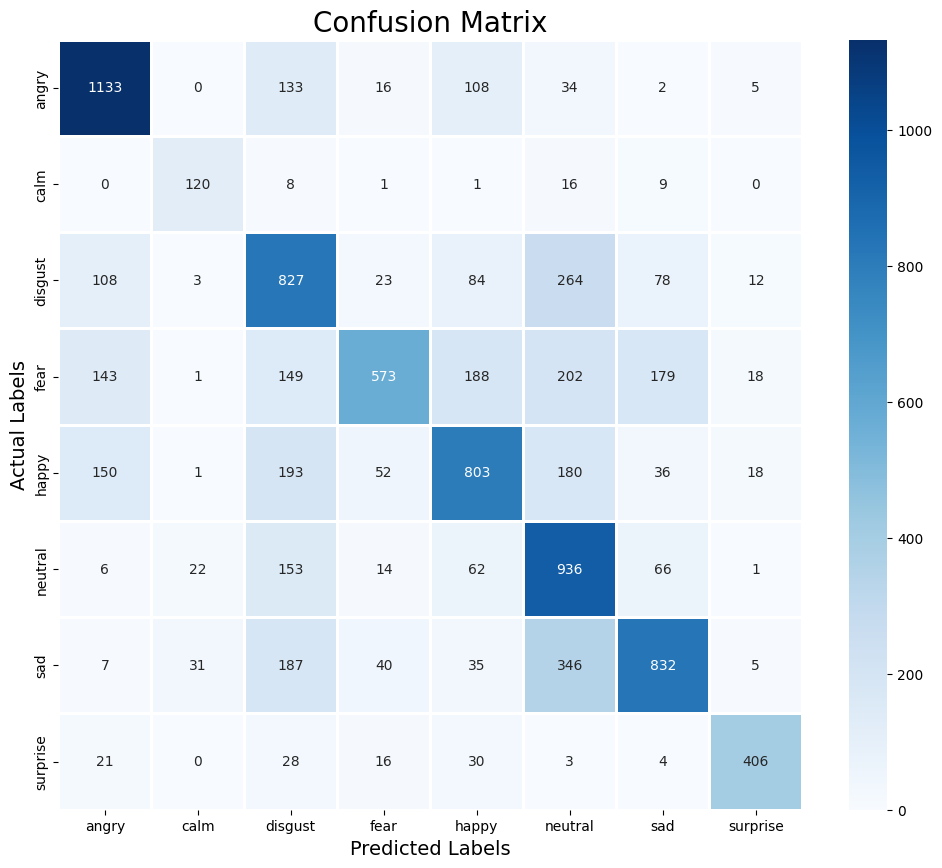 Confusion Matrix
Actual Labels
angry 1133 0 133 16 108 34 2 5
calm 0 120 8 1 1 16 9 0
disgust 108 3 827 23 84 264 78 12
fear 143 1 149 573 188 202 179 18
happy 150 1 193 52 803 180 36 18
neutral 6 22 153 14 62 936 66 1
sad 7 31 187 40 35 346 832 5
surprise 21 0 28 16 30 3 4 406
angry calm disgust fear happy neutral sad surprise
Predicted Labels
1000
800
600
400
200
0